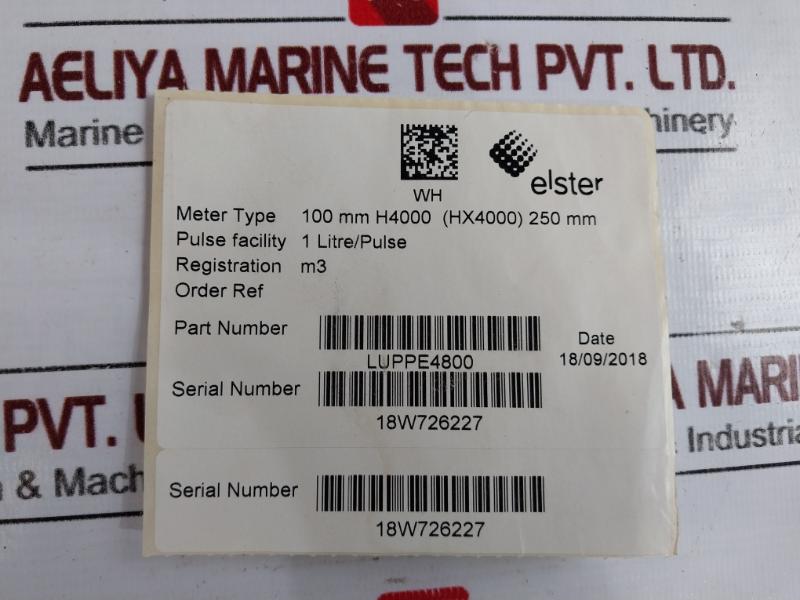 AELIYA MARINE TECH PVT. LTD.
Marine
hinery
elster
WH
Meter Type 100 mm H4000 (HX4000) 250 mm
Pulse facility 1 Litre/Pulse
Registration m3
Order Ref
Part Number
LUPPE4800
Date
18/09/2018
Serial Number
18W726227
Serial Number
18W726227
PVT.
& Mach
A MARI
Industria